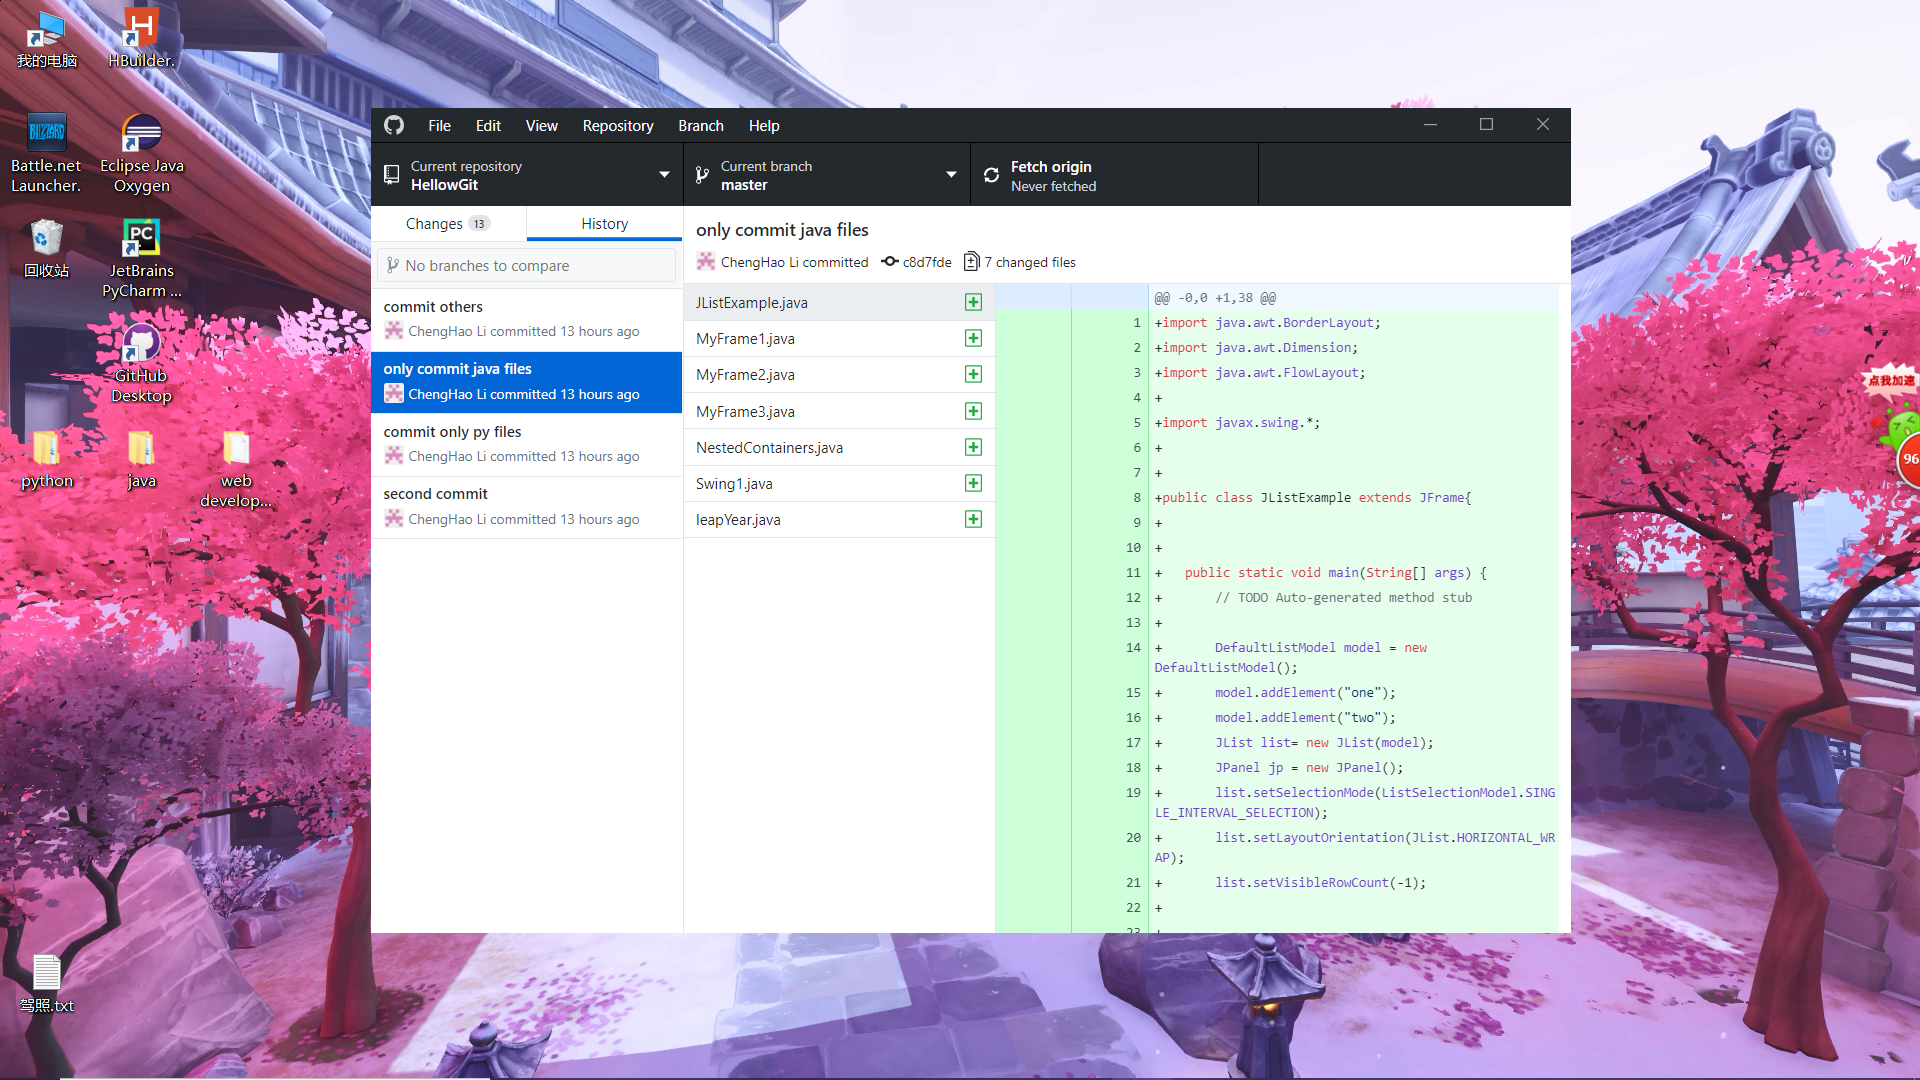 我的电脑
HBuilder.
BLIZZARD
Battle.net
Launcher.
Eclipse Java
Oxygen
回收站
PC
JetBrains
PyCharm ...
GitHub
Desktop
python
java
web
develop...
驾照.txt
File Edit View Repository Branch Help
Current repository
HellowGit
Current branch
master
Fetch origin
Never fetched
Changes 13
History
No branches to compare
commit others
ChengHao Li committed 13 hours ago
only commit java files
ChengHao Li committed 13 hours ago
commit only py files
ChengHao Li committed 13 hours ago
second commit
ChengHao Li committed 13 hours ago
only commit java files
ChengHao Li committed c8d7fde 7 changed files
JListExample.java
MyFrame1.java
MyFrame2.java
MyFrame3.java
NestedContainers.java
Swing1.java
leapYear.java
@@ -0,0 +1,38 @@
1 +import java.awt.BorderLayout;
2 +import java.awt.Dimension;
3 +import java.awt.FlowLayout;
4 +
5 +import javax.swing.*;
6 +
7 +
8 +public class JListExample extends JFrame{
9 +
10 +
11 + public static void main(String[] args) {
12 + // TODO Auto-generated method stub
13 +
14 + DefaultListModel model = new
DefaultListModel();
15 + model.addElement("one");
16 + model.addElement("two");
17 + JList list= new JList(model);
18 + JPanel jp = new JPanel();
19 + list.setSelectionMode(ListSelectionModel.SING
LE_INTERVAL_SELECTION);
20 + list.setLayoutOrientation(JList.HORIZONTAL_WR
AP);
21 + list.setVisibleRowCount(-1);
22 +
23 +
点我加速
96